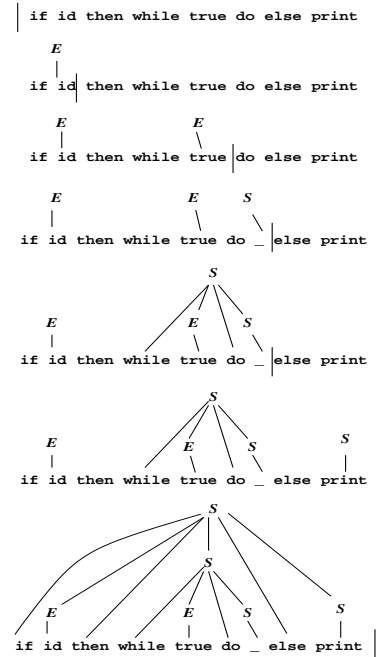 if id then while true do else print
E
if id then while true do else print
E E
if id then while true do else print
E E S
if id then while true do _ else print
S
E E S
if id then while true do _ else print
S
E E S S
if id then while true do _ else print
S
S
E E S S
if id then while true do _ else print